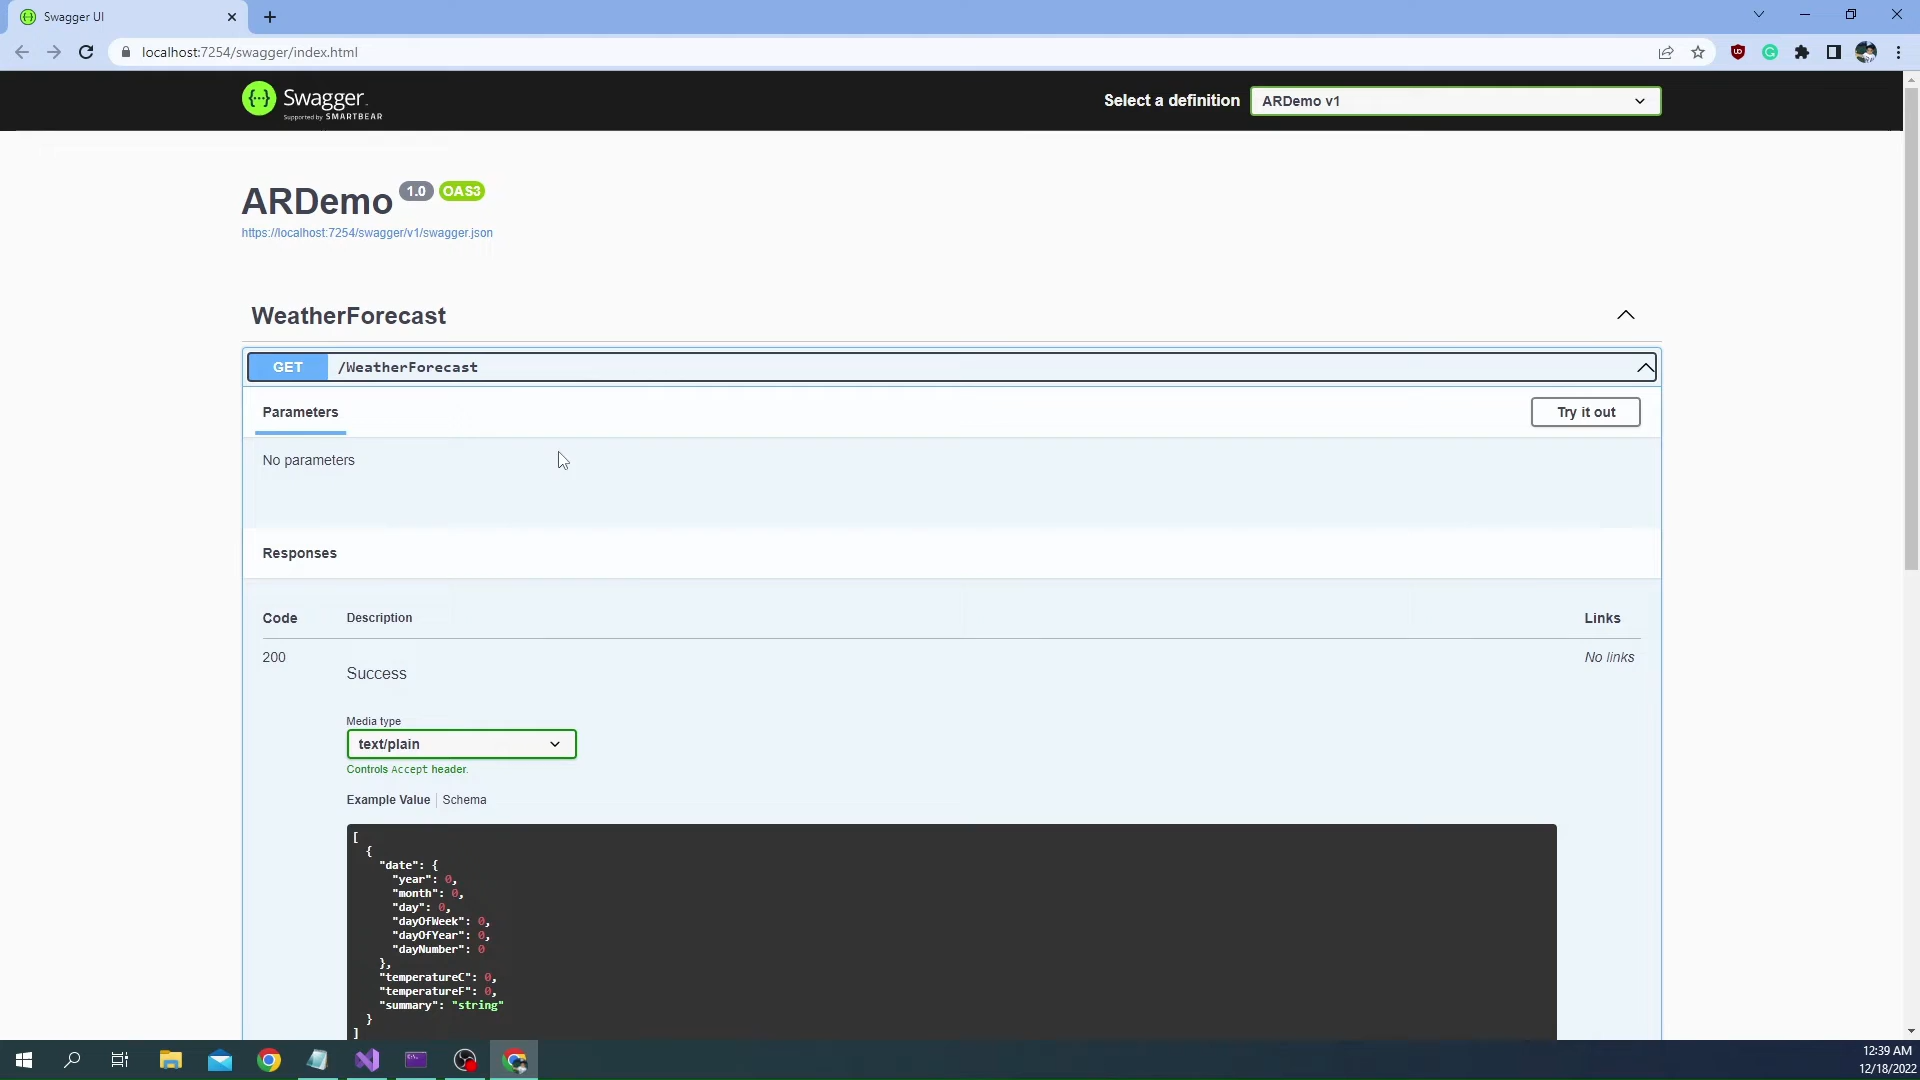 Swagger UI
localhost:7254/swagger/index.html
Swagger
Supported by SMARTBEAR
Select a definition
ARDemo v1
ARDemo 1.0 OAS3
https://localhost:7254/swagger/v1/swagger.json
WeatherForecast
GET /WeatherForecast
Parameters
Try it out
No parameters
Responses
Code Description Links
200 Success No links
Media type
text/plain
Controls Accept header.
Example Value Schema
[
{
"date": {
"year": 0,
"month": 0,
"day": 0,
"dayOfWeek": 0,
"dayOfYear": 0,
"dayNumber": 0
},
"temperatureC": 0,
"temperatureF": 0,
"summary": "string"
}
]
12:39 AM
12/18/2022